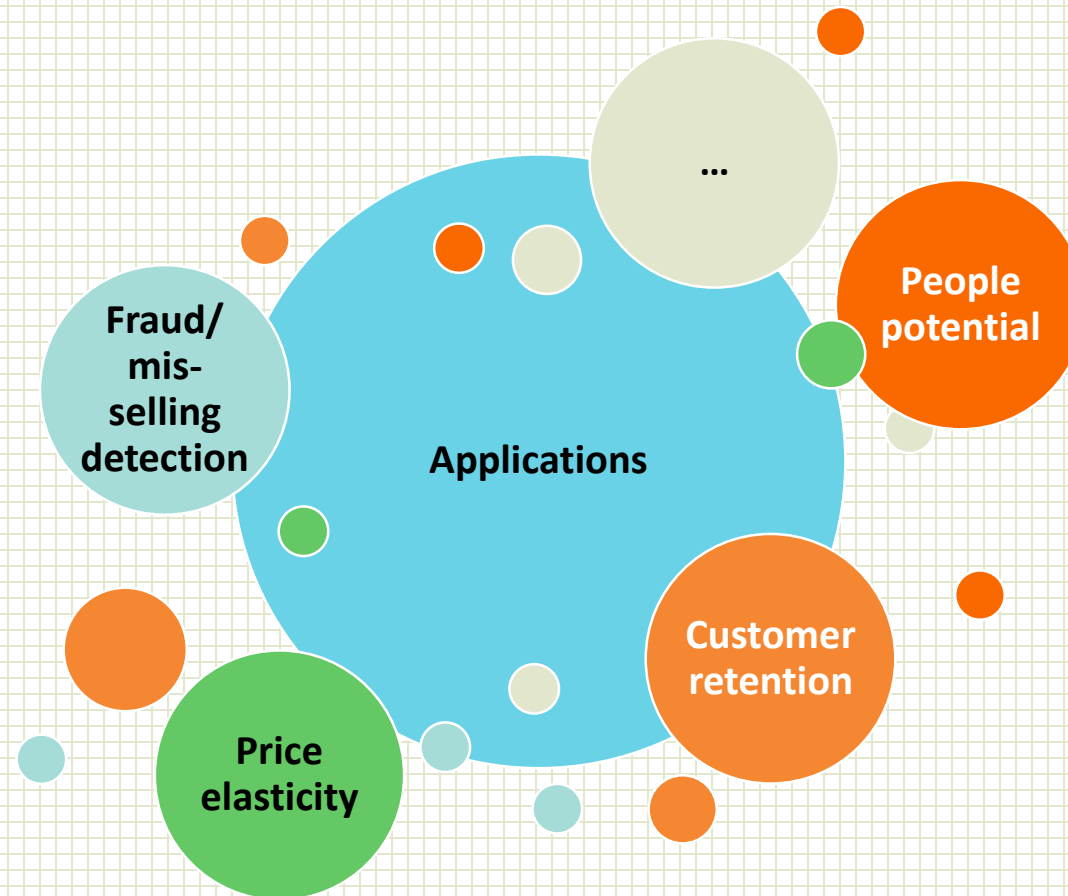 ...
People
potential
Fraud/
mis-
selling
detection
Applications
Customer
retention
Price
elasticity